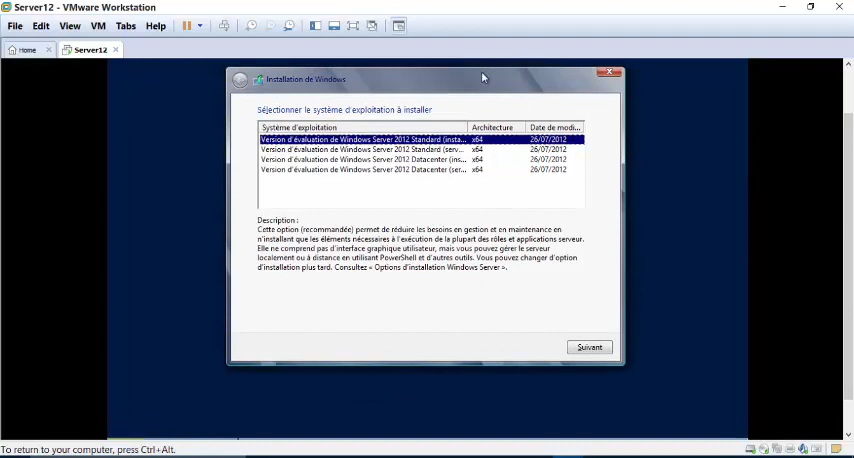 Server12 - VMware Workstation
File Edit View VM Tabs Help
Home Server12
Installation de Windows
Sélectionner le système d'exploitation à installer
Système d'exploitation Architecture Date de modi...
Version d'évaluation de Windows Server 2012 Standard (insta... x64 26/07/2012
Version d'évaluation de Windows Server 2012 Standard (serv... x64 26/07/2012
Version d'évaluation de Windows Server 2012 Datacenter (ins... x64 26/07/2012
Version d'évaluation de Windows Server 2012 Datacenter (ser... x64 26/07/2012
Description :
Cette option (recommandée) permet de réduire les besoins en gestion et en maintenance en
n'installant que les éléments nécessaires à l'exécution de la plupart des rôles et applications serveur.
Elle ne comprend pas d'interface graphique utilisateur, mais vous pouvez gérer le serveur
localement ou à distance en utilisant PowerShell et d'autres outils. Vous pouvez changer d'option
d'installation plus tard. Consultez « Options d'installation Windows Server ».
Suivant
To return to your computer, press Ctrl+Alt.